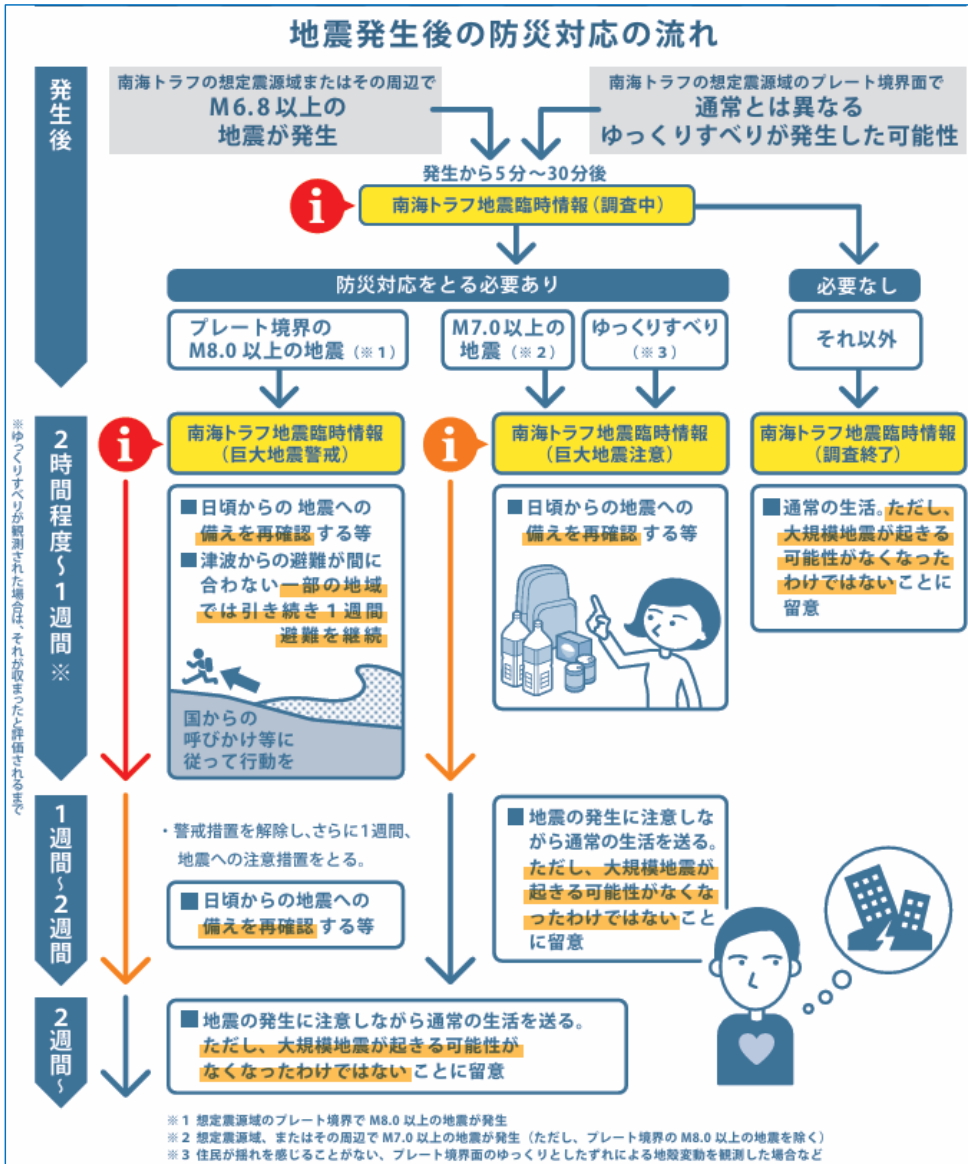 地震発生後の防災対応の流れ
発生後
南海トラフの想定震源域またはその周辺で
M6.8以上の
地震が発生
南海トラフの想定震源域のプレート境界面で
通常とは異なる
ゆっくりすべりが発生した可能性
発生から5分～30分後
i
南海トラフ地震臨時情報(調査中)
防災対応をとる必要あり
必要なし
プレート境界の
M8.0以上の地震(※1)
M7.0以上の
地震(※2)
ゆっくりすべり
(※3)
それ以外
2時間程度～1週間※
※ゆっくりすべりが観測された場合は、それが収まったと評価されるまで
i
南海トラフ地震臨時情報
(巨大地震警戒)
■日頃からの 地震への
備えを再確認 する等
■津波からの避難が間に
合わない一部の地域
では引き続き1週間
避難を継続
国からの
呼びかけ等に
従って行動を
i
南海トラフ地震臨時情報
(巨大地震注意)
■日頃からの地震への
備えを再確認 する等
南海トラフ地震臨時情報
(調査終了)
■通常の生活。ただし、
大規模地震が起きる
可能性がなくなった
わけではないことに
留意
1週間～2週間
・警戒措置を解除し、さらに1週間、
地震への注意措置をとる。
■日頃からの地震への
備えを再確認 する等
■地震の発生に注意しな
がら通常の生活を送る。
ただし、大規模地震が
起きる可能性がなくな
ったわけではないこと
に留意
2週間～
■地震の発生に注意しながら通常の生活を送る。
ただし、大規模地震が起きる可能性が
なくなったわけではない ことに留意
※1 想定震源域のプレート境界でM8.0以上の地震が発生
※2 想定震源域、またはその周辺でM7.0以上の地震が発生(ただし、プレート境界のM8.0以上の地震を除く)
※3 住民が揺れを感じることがない、プレート境界面のゆっくりとしたずれによる地殻変動を観測した場合など